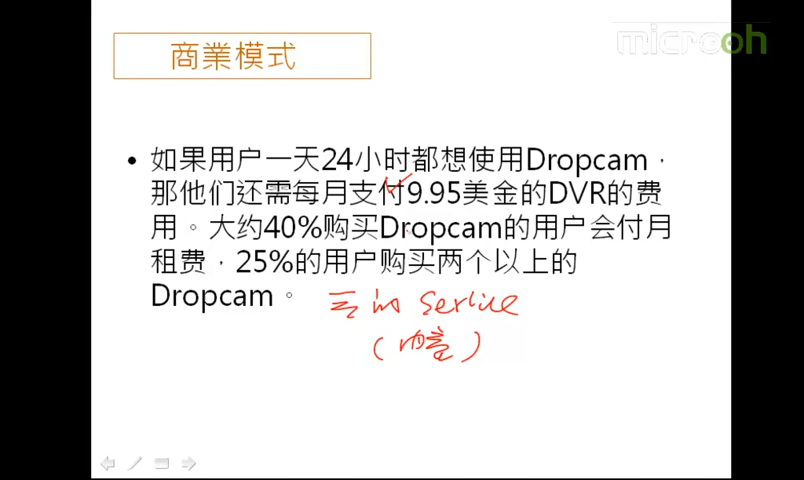 microoh
商業模式
• 如果用户一天24小时都想使用Dropcam，
那他们还需每月支付9.95美金的DVR的费
用。大约40%购买Dropcam的用户会付月
租费，25%的用户购买两个以上的
Dropcam。
云的 Service